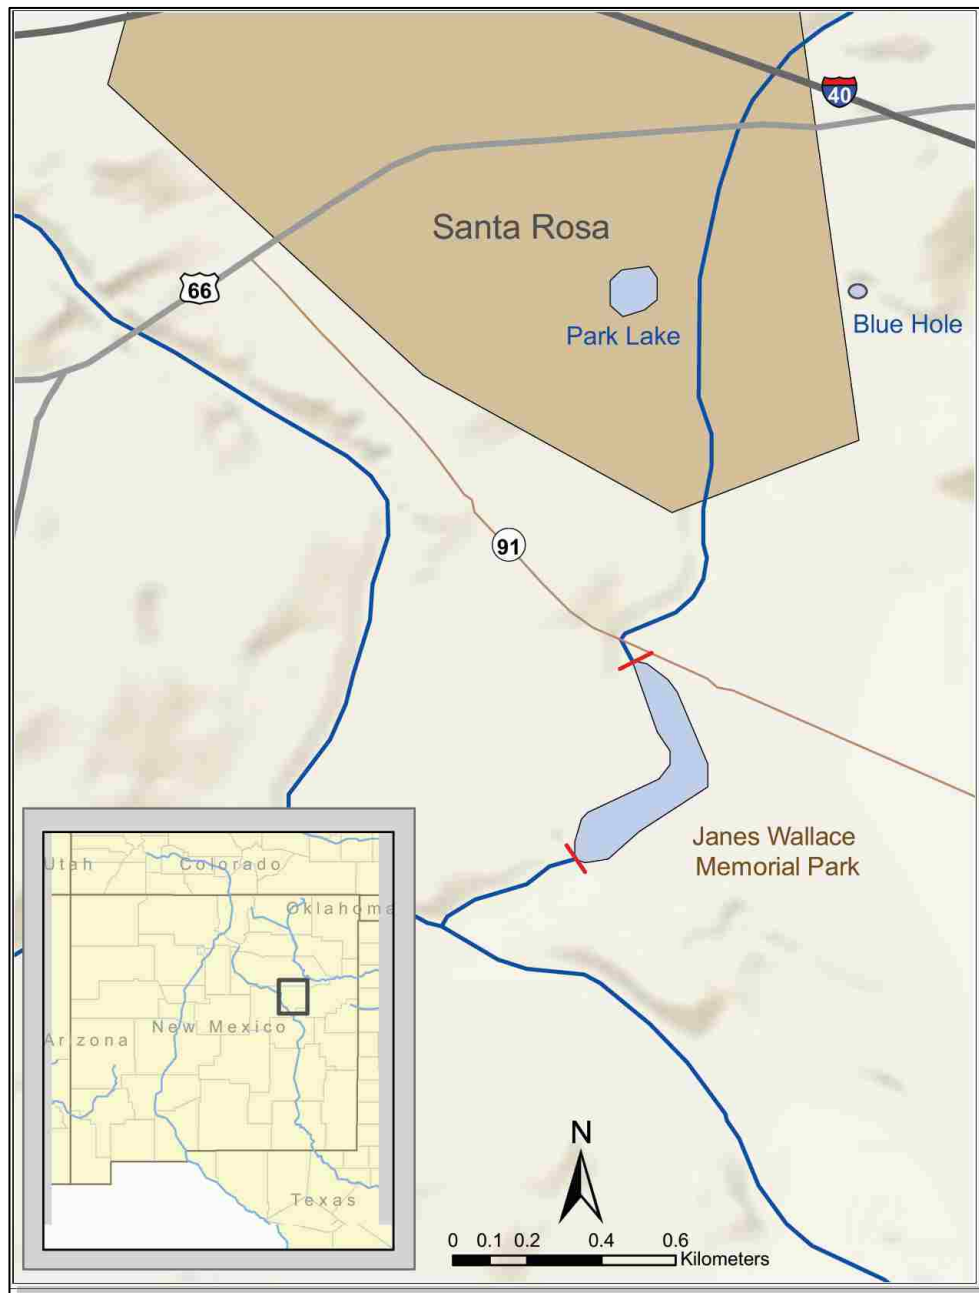 40
Santa Rosa
66
Park Lake
Blue Hole
91
Janes Wallace
Memorial Park
Utah
Colorado
Oklahoma
New Mexico
Arizona
Texas
N
0 0.1 0.2 0.4 0.6
Kilometers